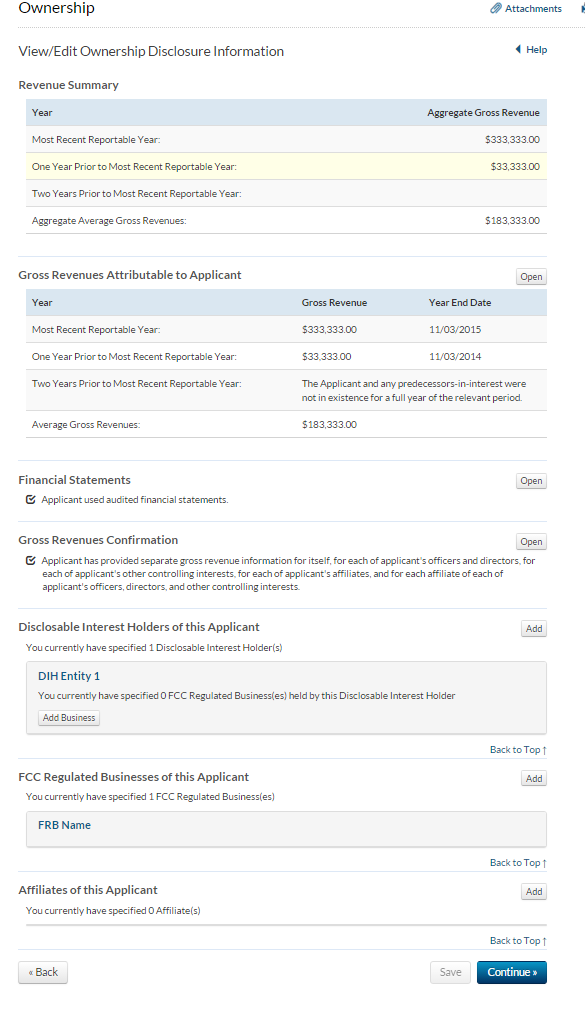 Ownership
Attachments
View/Edit Ownership Disclosure Information
Help
Revenue Summary
Year Aggregate Gross Revenue
Most Recent Reportable Year: $333,333.00
One Year Prior to Most Recent Reportable Year: $33,333.00
Two Years Prior to Most Recent Reportable Year:
Aggregate Average Gross Revenues: $183,333.00
Gross Revenues Attributable to Applicant Open
Year Gross Revenue Year End Date
Most Recent Reportable Year: $333,333.00 11/03/2015
One Year Prior to Most Recent Reportable Year: $33,333.00 11/03/2014
Two Years Prior to Most Recent Reportable Year: The Applicant and any predecessors-in-interest were
not in existence for a full year of the relevant period.
Average Gross Revenues: $183,333.00
Financial Statements Open
Applicant used audited financial statements.
Gross Revenues Confirmation Open
Applicant has provided separate gross revenue information for itself, for each of applicant's officers and directors, for
each of applicant's other controlling interests, for each of applicant's affiliates, and for each affiliate of each of
applicant's officers, directors, and other controlling interests.
Disclosable Interest Holders of this Applicant Add
You currently have specified 1 Disclosable Interest Holder(s)
DIH Entity 1
You currently have specified 0 FCC Regulated Business(es) held by this Disclosable Interest Holder
Add Business
Back to Top ↑
FCC Regulated Businesses of this Applicant Add
You currently have specified 1 FCC Regulated Business(es)
FRB Name
Back to Top ↑
Affiliates of this Applicant Add
You currently have specified 0 Affiliate(s)
Back to Top ↑
« Back Save Continue »